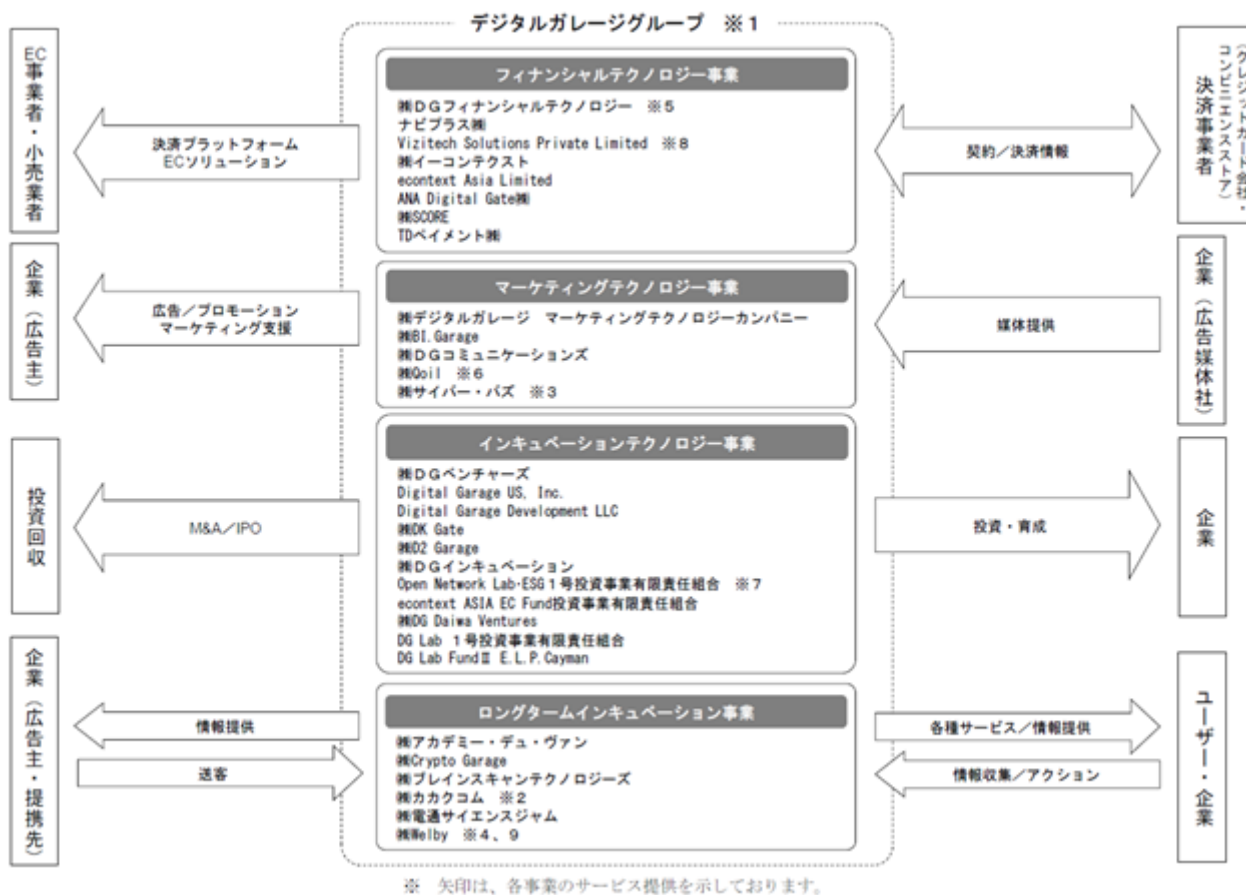 デジタルガレージグループ ※1
EC事業者・小売業者
決済プラットフォーム
ECソリューション
フィナンシャルテクノロジー事業
㈱DGフィナンシャルテクノロジー ※5
ナビプラス㈱
Vizitech Solutions Private Limited ※8
㈱イーコンテクスト
econtext Asia Limited
ANA Digital Gate㈱
㈱SCORE
TDペイメント㈱
契約/決済情報
決済事業者
(クレジットカード会社・
コンビニエンスストア)
企業(広告主)
広告/プロモーション
マーケティング支援
マーケティングテクノロジー事業
㈱デジタルガレージ マーケティングテクノロジーカンパニー
㈱BI.Garage
㈱DGコミュニケーションズ
㈱Qoil ※6
㈱サイバー・バズ ※3
媒体提供
企業(広告媒体社)
投資回収
M&A/IPO
インキュベーションテクノロジー事業
㈱DGベンチャーズ
Digital Garage US, Inc.
Digital Garage Development LLC
㈱DK Gate
㈱D2 Garage
㈱DGインキュベーション
Open Network Lab・ESG1号投資事業有限責任組合 ※7
econtext ASIA EC Fund投資事業有限責任組合
㈱DG Daiwa Ventures
DG Lab 1号投資事業有限責任組合
DG Lab FundⅡ E.L.P.Cayman
投資・育成
企業
企業(広告主・提携先)
情報提供
送客
ロングタームインキュベーション事業
㈱アカデミー・デュ・ヴァン
㈱Crypto Garage
㈱ブレインスキャンテクノロジーズ
㈱カカクコム ※2
㈱電通サイエンスジャム
㈱Welby ※4、9
各種サービス/情報提供
情報収集/アクション
ユーザー・企業
※ 矢印は、各事業のサービス提供を示しております。